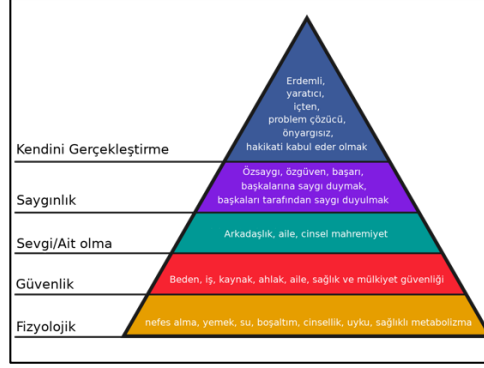 Erdemli,
yaratıcı,
içten,
problem çözücü,
önyargısız,
hakikati kabul eder olmak
Kendini Gerçekleştirme
Özsaygı, özgüven, başarı,
başkalarına saygı duymak,
başkaları tarafından saygı duyulmak
Saygınlık
Arkadaşlık, aile, cinsel mahremiyet
Sevgi/Ait olma
Beden, iş, kaynak, ahlak, aile, sağlık ve mülkiyet güvenliği
Güvenlik
nefes alma, yemek, su, boşaltım, cinsellik, uyku, sağlıklı metabolizma
Fizyolojik